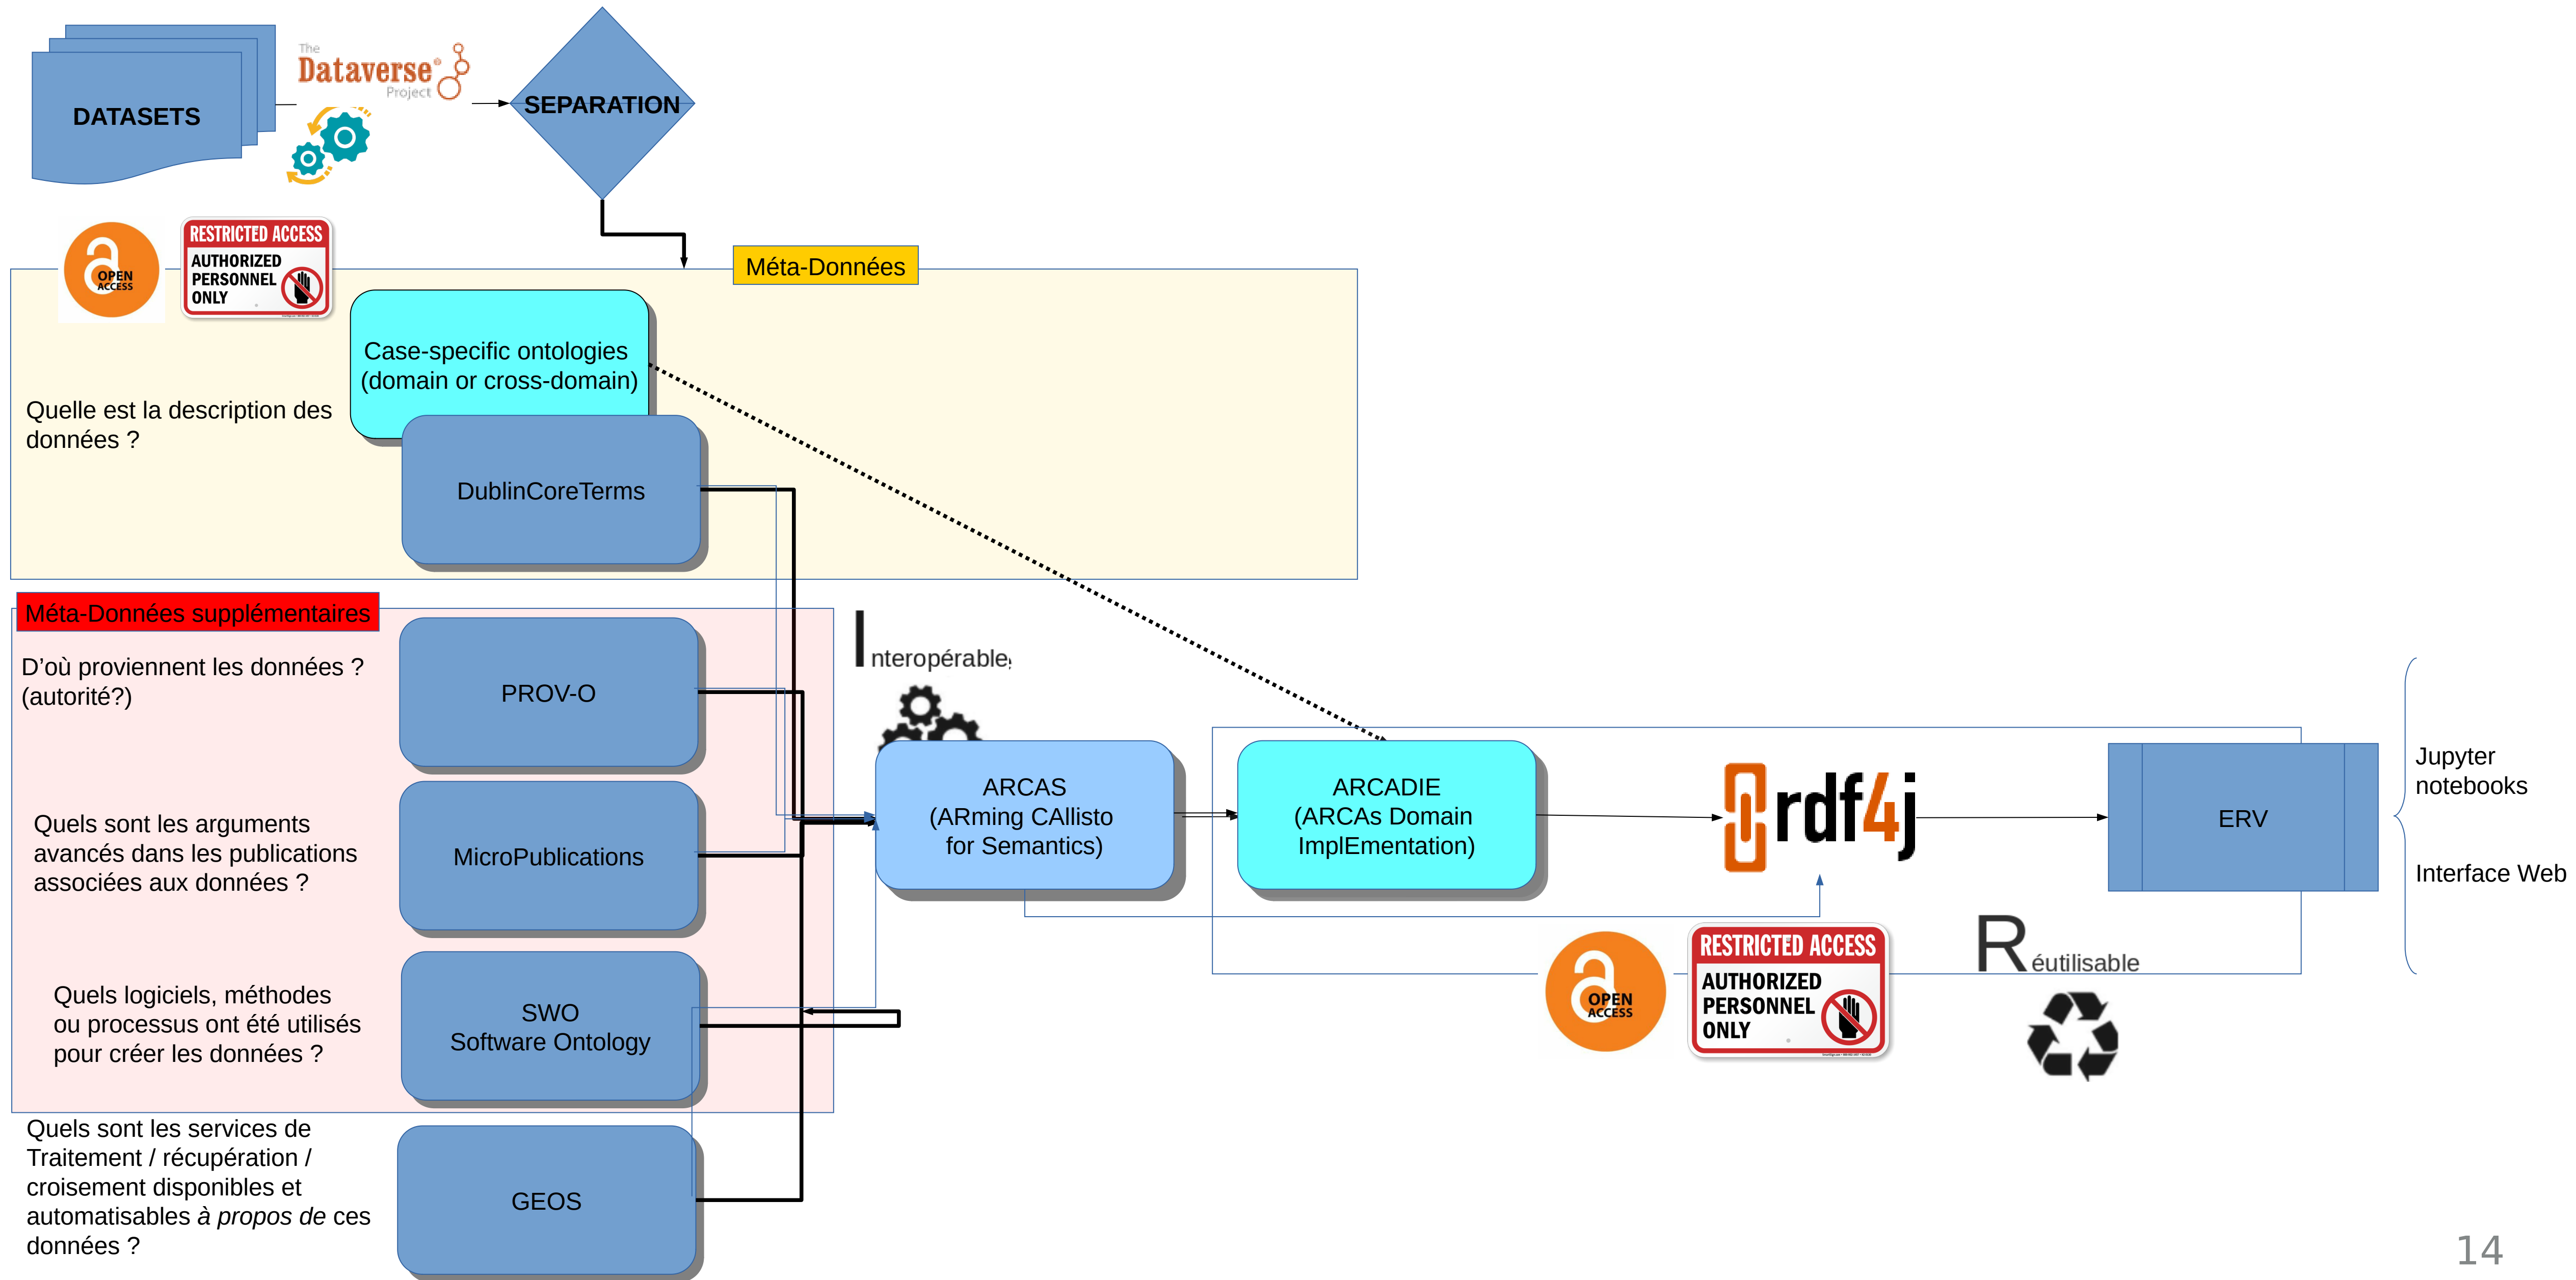 DATASETS
The
Dataverse®
Project
SEPARATION
OPEN
ACCESS
RESTRICTED ACCESS
AUTHORIZED
PERSONNEL
ONLY
Méta-Données
Case-specific ontologies
(domain or cross-domain)
Quelle est la description des
données ?
DublinCoreTerms
Méta-Données supplémentaires
D’où proviennent les données ?
(autorité?)
PROV-O
Interopérable,
Quels sont les arguments
avancés dans les publications
associées aux données ?
MicroPublications
ARCAS
(ARming CAllisto
for Semantics)
ARCADIE
(ARCAs Domain
ImplEmentation)
rdf4j
ERV
Jupyter
notebooks
Interface Web
OPEN
ACCESS
RESTRICTED ACCESS
AUTHORIZED
PERSONNEL
ONLY
Réutilisable
Quels logiciels, méthodes
ou processus ont été utilisés
pour créer les données ?
SWO
Software Ontology
Quels sont les services de
Traitement / récupération /
croisement disponibles et
automatisables à propos de ces
données ?
GEOS
14